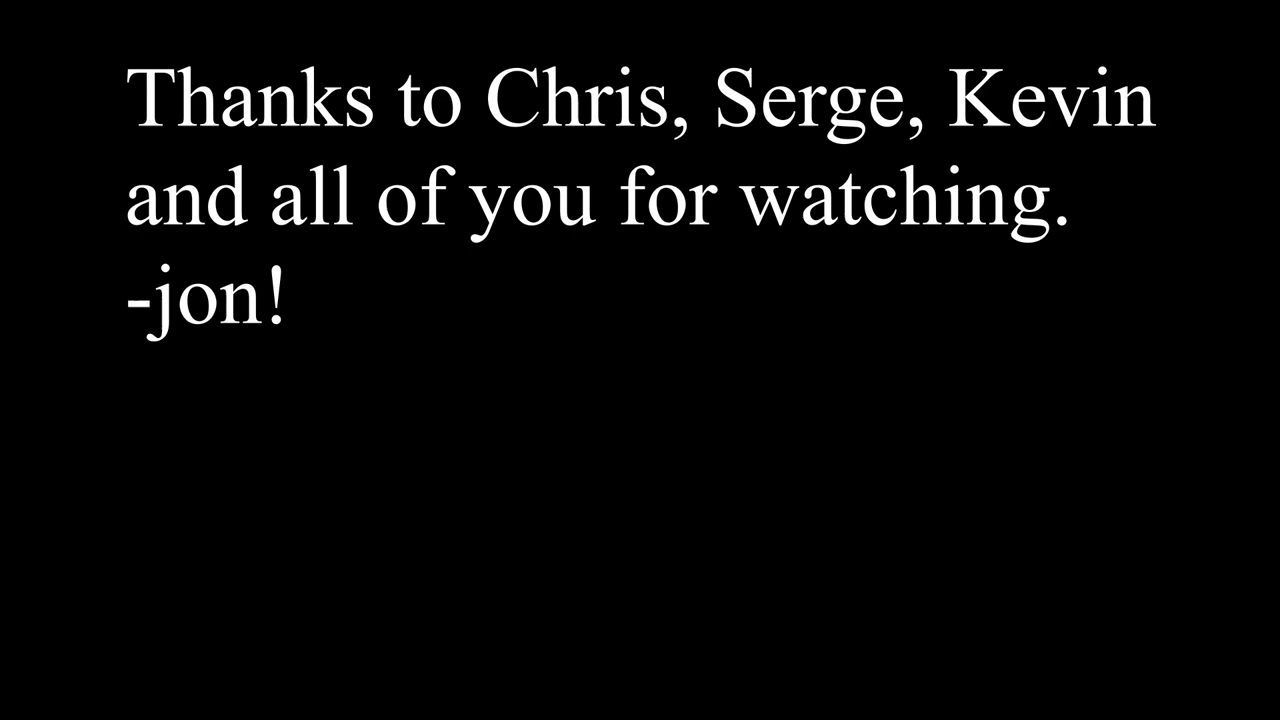 Thanks to Chris, Serge, Kevin
and all of you for watching.
-jon!